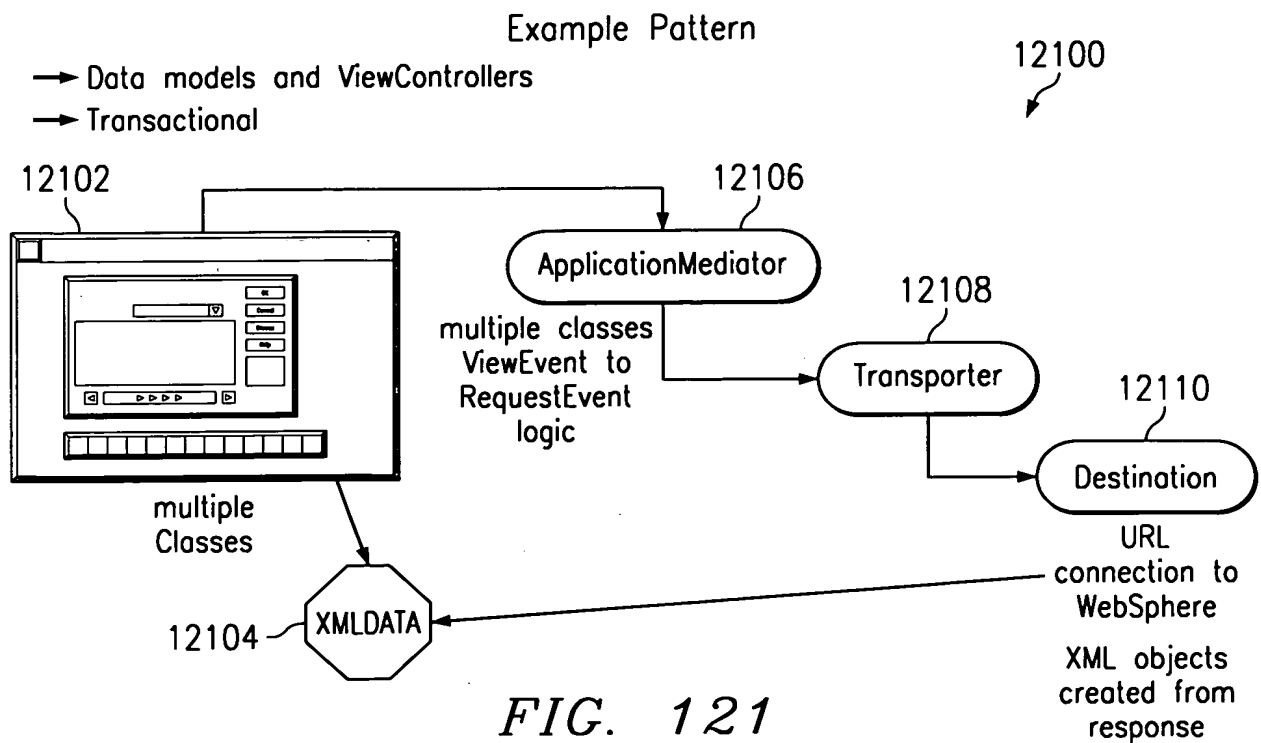 Example Pattern
12100
→ Data models and ViewControllers
→ Transactional
12102
12106
ApplicationMediator
12108
multiple classes
ViewEvent to
RequestEvent
logic
Transporter
12110
Destination
multiple
Classes
URL
connection to
WebSphere
XMLDATA
12104
XML objects
created from
response
FIG. 121